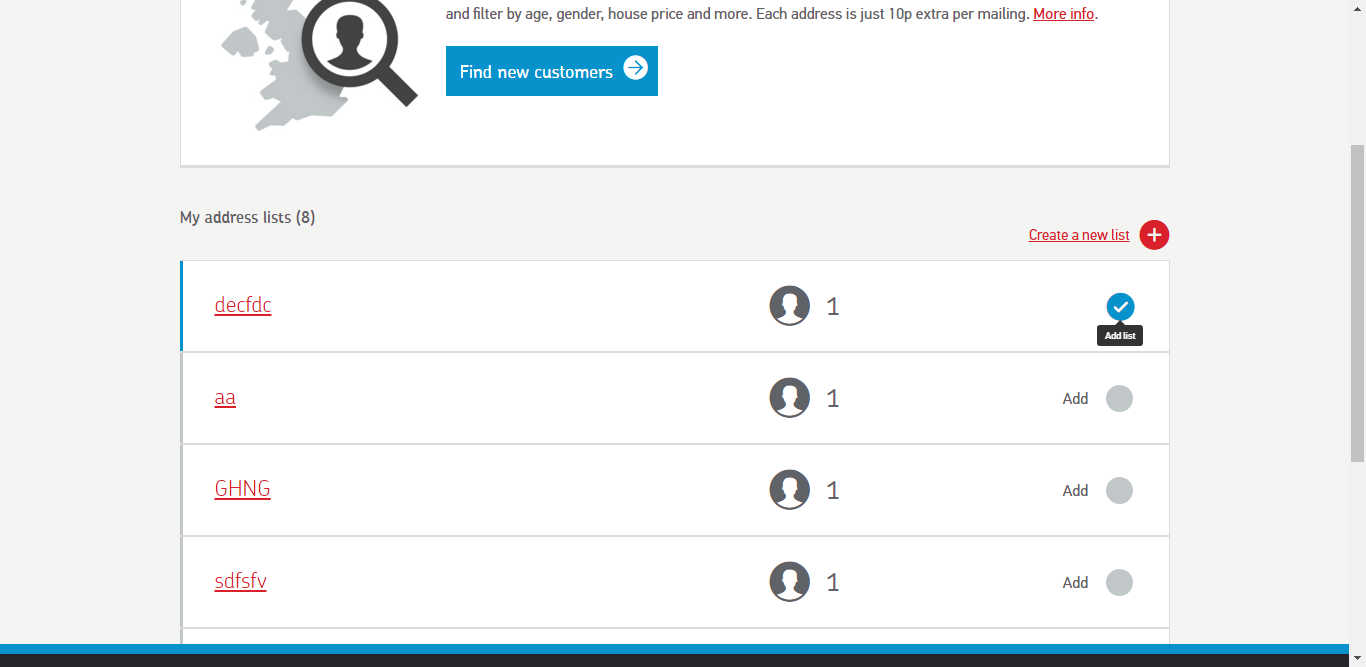 and filter by age, gender, house price and more. Each address is just 10p extra per mailing. More info.
Find new customers
My address lists (8)
Create a new list
decfdc 1
Add list
aa 1 Add
GHNG 1 Add
sdfsfv 1 Add